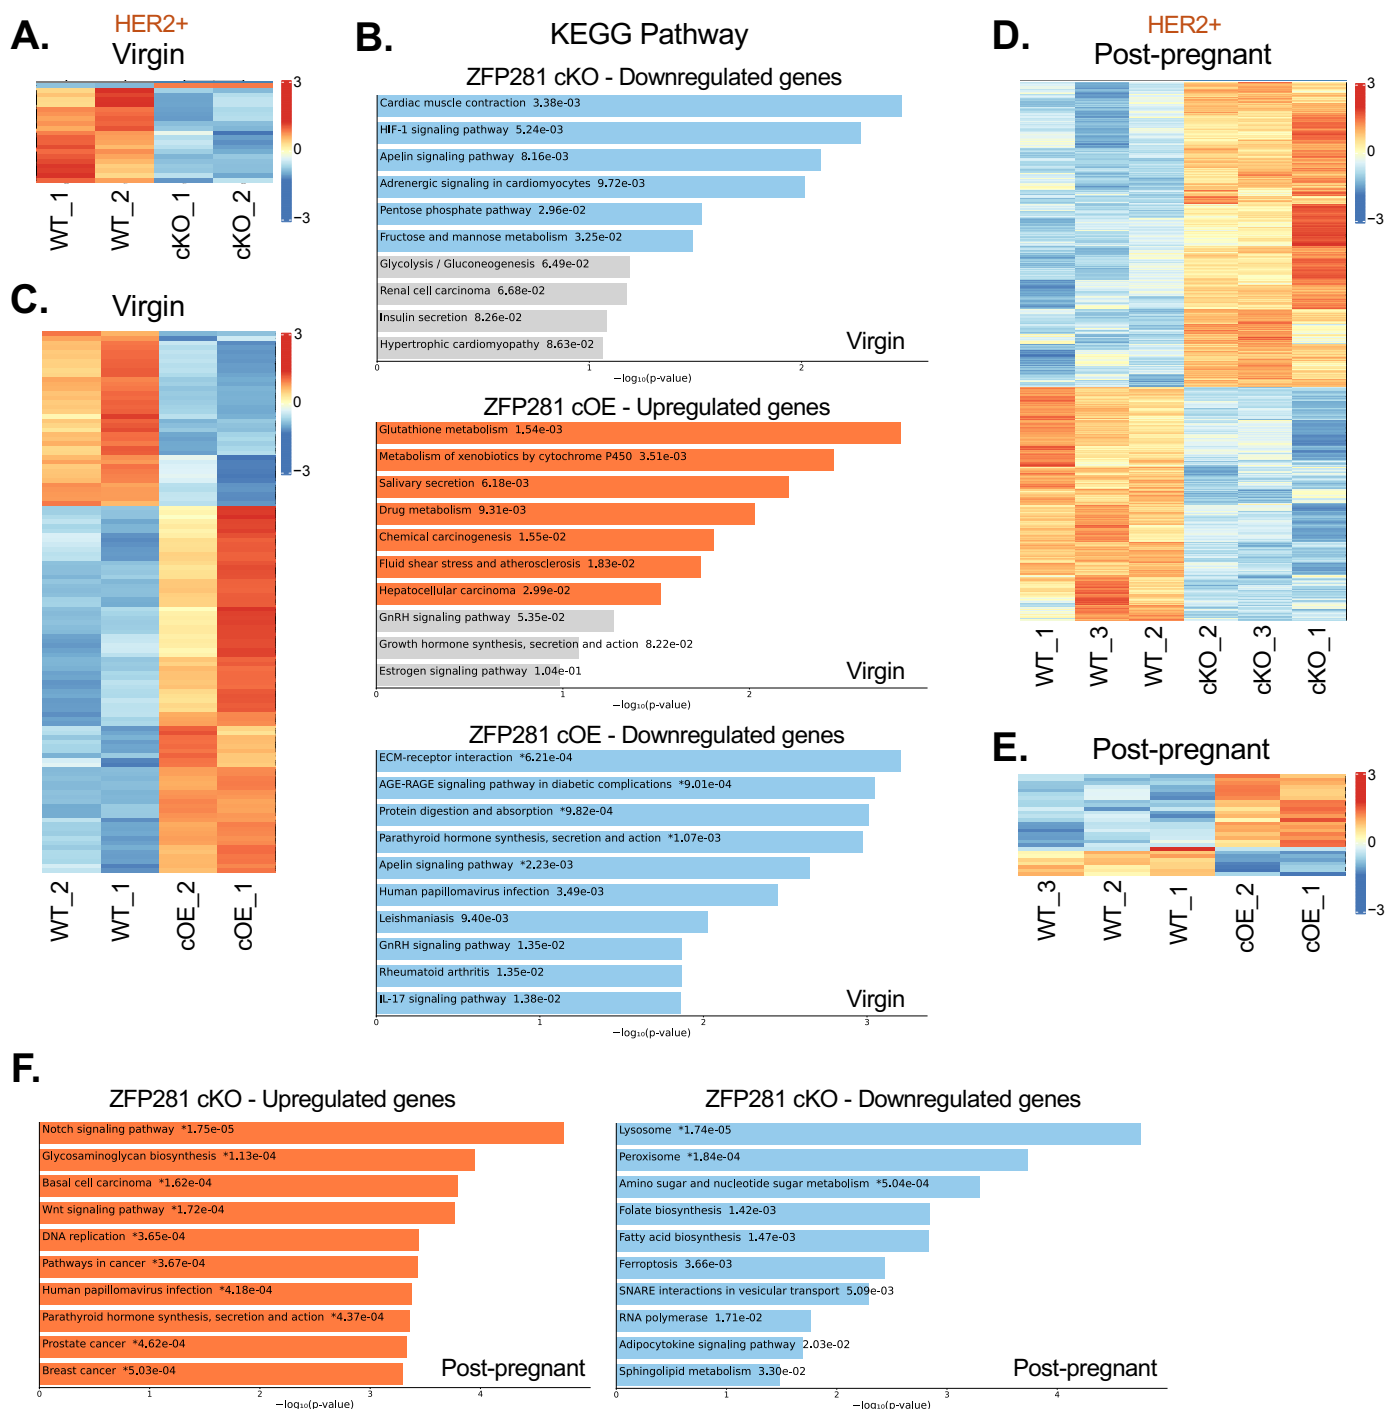 A.
HER2+
Virgin
3
0
−3
WT_1
WT_2
cKO_1
cKO_2
B.
KEGG Pathway
ZFP281 cKO - Downregulated genes
Cardiac muscle contraction 3.38e-03
HIF-1 signaling pathway 5.24e-03
Apelin signaling pathway 8.16e-03
Adrenergic signaling in cardiomyocytes 9.72e-03
Pentose phosphate pathway 2.96e-02
Fructose and mannose metabolism 3.25e-02
Glycolysis / Gluconeogenesis 6.49e-02
Renal cell carcinoma 6.68e-02
Insulin secretion 8.26e-02
Hypertrophic cardiomyopathy 8.63e-02
Virgin
0 1 2
−log₁₀(p-value)
ZFP281 cOE - Upregulated genes
Glutathione metabolism 1.54e-03
Metabolism of xenobiotics by cytochrome P450 3.51e-03
Salivary secretion 6.18e-03
Drug metabolism 9.31e-03
Chemical carcinogenesis 1.55e-02
Fluid shear stress and atherosclerosis 1.83e-02
Hepatocellular carcinoma 2.99e-02
GnRH signaling pathway 5.35e-02
Growth hormone synthesis, secretion and action 8.22e-02
Estrogen signaling pathway 1.04e-01
Virgin
0 1 2
−log₁₀(p-value)
ZFP281 cOE - Downregulated genes
ECM-receptor interaction *6.21e-04
AGE-RAGE signaling pathway in diabetic complications *9.01e-04
Protein digestion and absorption *9.82e-04
Parathyroid hormone synthesis, secretion and action *1.07e-03
Apelin signaling pathway *2.23e-03
Human papillomavirus infection 3.49e-03
Leishmaniasis 9.40e-03
GnRH signaling pathway 1.35e-02
Rheumatoid arthritis 1.35e-02
IL-17 signaling pathway 1.38e-02
Virgin
0 1 2 3
−log₁₀(p-value)
C.
Virgin
3
0
−3
WT_2
WT_1
cOE_2
cOE_1
D.
HER2+
Post-pregnant
3
0
−3
WT_1
WT_3
WT_2
cKO_2
cKO_3
cKO_1
E.
Post-pregnant
3
0
−3
WT_3
WT_2
WT_1
cOE_2
cOE_1
F.
ZFP281 cKO - Upregulated genes
Notch signaling pathway *1.75e-05
Glycosaminoglycan biosynthesis *1.13e-04
Basal cell carcinoma *1.62e-04
Wnt signaling pathway *1.72e-04
DNA replication *3.65e-04
Pathways in cancer *3.67e-04
Human papillomavirus infection *4.18e-04
Parathyroid hormone synthesis, secretion and action *4.37e-04
Prostate cancer *4.62e-04
Breast cancer *5.03e-04
Post-pregnant
0 1 2 3 4
−log₁₀(p-value)
ZFP281 cKO - Downregulated genes
Lysosome *1.74e-05
Peroxisome *1.84e-04
Amino sugar and nucleotide sugar metabolism *5.04e-04
Folate biosynthesis 1.42e-03
Fatty acid biosynthesis 1.47e-03
Ferroptosis 3.66e-03
SNARE interactions in vesicular transport 5.09e-03
RNA polymerase 1.71e-02
Adipocytokine signaling pathway 2.03e-02
Sphingolipid metabolism 3.30e-02
Post-pregnant
0 1 2 3 4
−log₁₀(p-value)